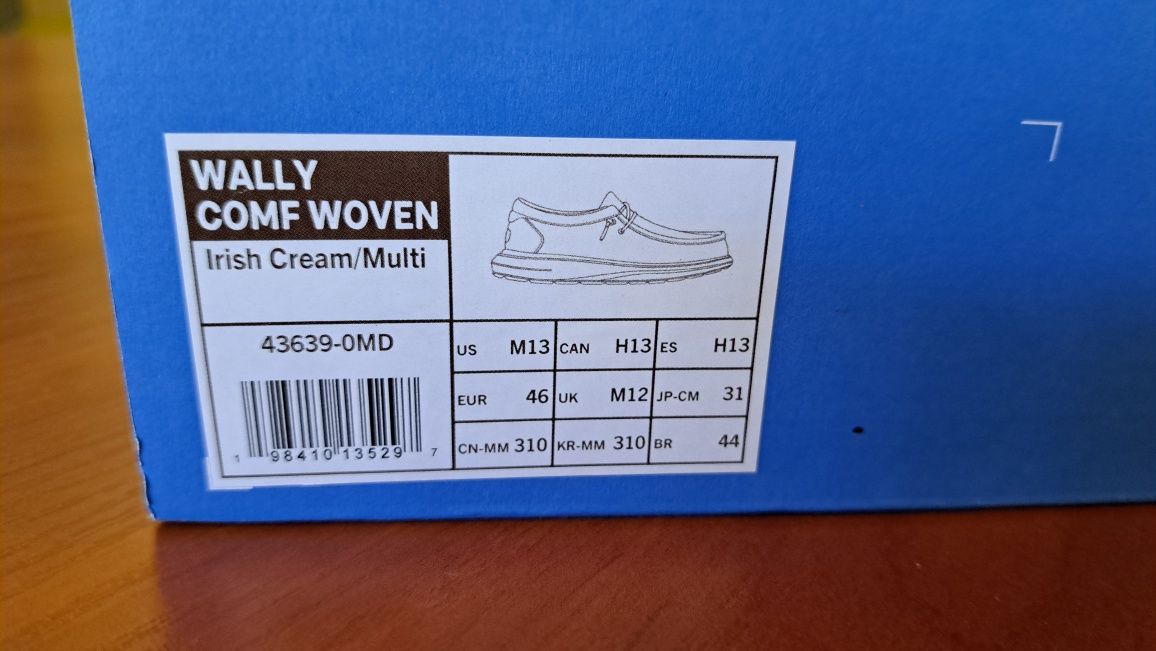 WALLY
COMF WOVEN
Irish Cream/Multi
43639-0MD
1 98410 13529 7
US M13 CAN H13 ES H13
EUR 46 UK M12 JP-CM 31
CN-MM 310 KR-MM 310 BR 44